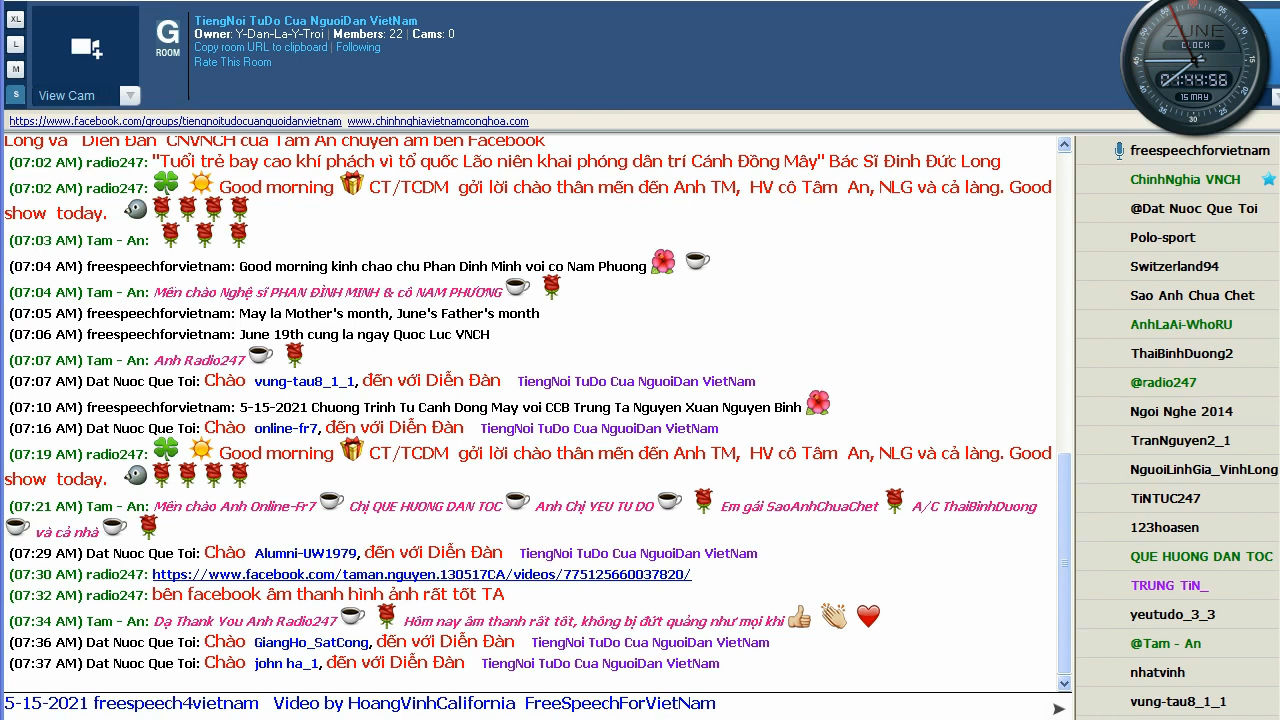 XL
L
M
S
View Cam
G
ROOM
TiengNoi TuDo Cua NguoiDan VietNam
Owner: Y-Dan-La-Y-Troi | Members: 22 | Cams: 0
Copy room URL to clipboard | Following
Rate This Room
ZUNE
CLOCK
15 MAY
https://www.facebook.com/groups/tiengnoitudocuanguoidanvietnam www.chinhnghiavietnamconghoa.com
Long và Diễn Đàn CNVNCH của Tâm An chuyển âm bên Facebook
(07:02 AM) radio247: "Tuổi trẻ bay cao khí phách vì tổ quốc Lão niên khai phóng dân trí Cánh Đồng Mây" Bác Sĩ Đinh Đức Long
(07:02 AM) radio247: Good morning CT/TCDM gởi lời chào thân mến đến Anh TM, HV cô Tâm An, NLG và cả làng. Good
show today.
(07:03 AM) Tam - An:
(07:04 AM) freespeechforvietnam: Good morning kinh chao chu Phan Dinh Minh voi co Nam Phuong
(07:04 AM) Tam - An: Mến chào Nghệ sĩ PHAN ĐÌNH MINH & cô NAM PHƯƠNG
(07:05 AM) freespeechforvietnam: May la Mother's month, June's Father's month
(07:06 AM) freespeechforvietnam: June 19th cung la ngay Quoc Luc VNCH
(07:07 AM) Tam - An: Anh Radio247
(07:07 AM) Dat Nuoc Que Toi: Chào vung-tau8_1_1, đến với Diễn Đàn TiengNoi TuDo Cua NguoiDan VietNam
(07:10 AM) freespeechforvietnam: 5-15-2021 Chuong Trinh Tu Canh Dong May voi CCB Trung Ta Nguyen Xuan Nguyen Binh
(07:16 AM) Dat Nuoc Que Toi: Chào online-fr7, đến với Diễn Đàn TiengNoi TuDo Cua NguoiDan VietNam
(07:19 AM) radio247: Good morning CT/TCDM gởi lời chào thân mến đến Anh TM, HV cô Tâm An, NLG và cả làng. Good
show today.
(07:21 AM) Tam - An: Mến chào Anh Online-Fr7 Chị QUE HUONG DAN TOC Anh Chị YEU TU DO Em gái SaoAnhChuaChet A/C ThaiBinhDuong
và cả nhà
(07:29 AM) Dat Nuoc Que Toi: Chào Alumni-UW1979, đến với Diễn Đàn TiengNoi TuDo Cua NguoiDan VietNam
(07:30 AM) radio247: https://www.facebook.com/taman.nguyen.130517CA/videos/775125660037820/
(07:32 AM) radio247: bên facebook âm thanh hình ảnh rất tốt TA
(07:34 AM) Tam - An: Dạ Thank You Anh Radio247 Hôm nay âm thanh rất tốt, không bị đứt quảng như mọi khi
(07:36 AM) Dat Nuoc Que Toi: Chào GiangHo_SatCong, đến với Diễn Đàn TiengNoi TuDo Cua NguoiDan VietNam
(07:37 AM) Dat Nuoc Que Toi: Chào john ha_1, đến với Diễn Đàn TiengNoi TuDo Cua NguoiDan VietNam
5-15-2021 freespeech4vietnam Video by HoangVinhCalifornia FreeSpeechForVietNam
freespeechforvietnam
ChinhNghia VNCH
@Dat Nuoc Que Toi
Polo-sport
Switzerland94
Sao Anh Chua Chet
AnhLaAi-WhoRU
ThaiBinhDuong2
@radio247
Ngoi Nghe 2014
TranNguyen2_1
NguoiLinhGia_VinhLong
TiNTUC247
123hoasen
QUE HUONG DAN TOC
TRUNG TiN_
yeutudo_3_3
@Tam - An
nhatvinh
vung-tau8_1_1